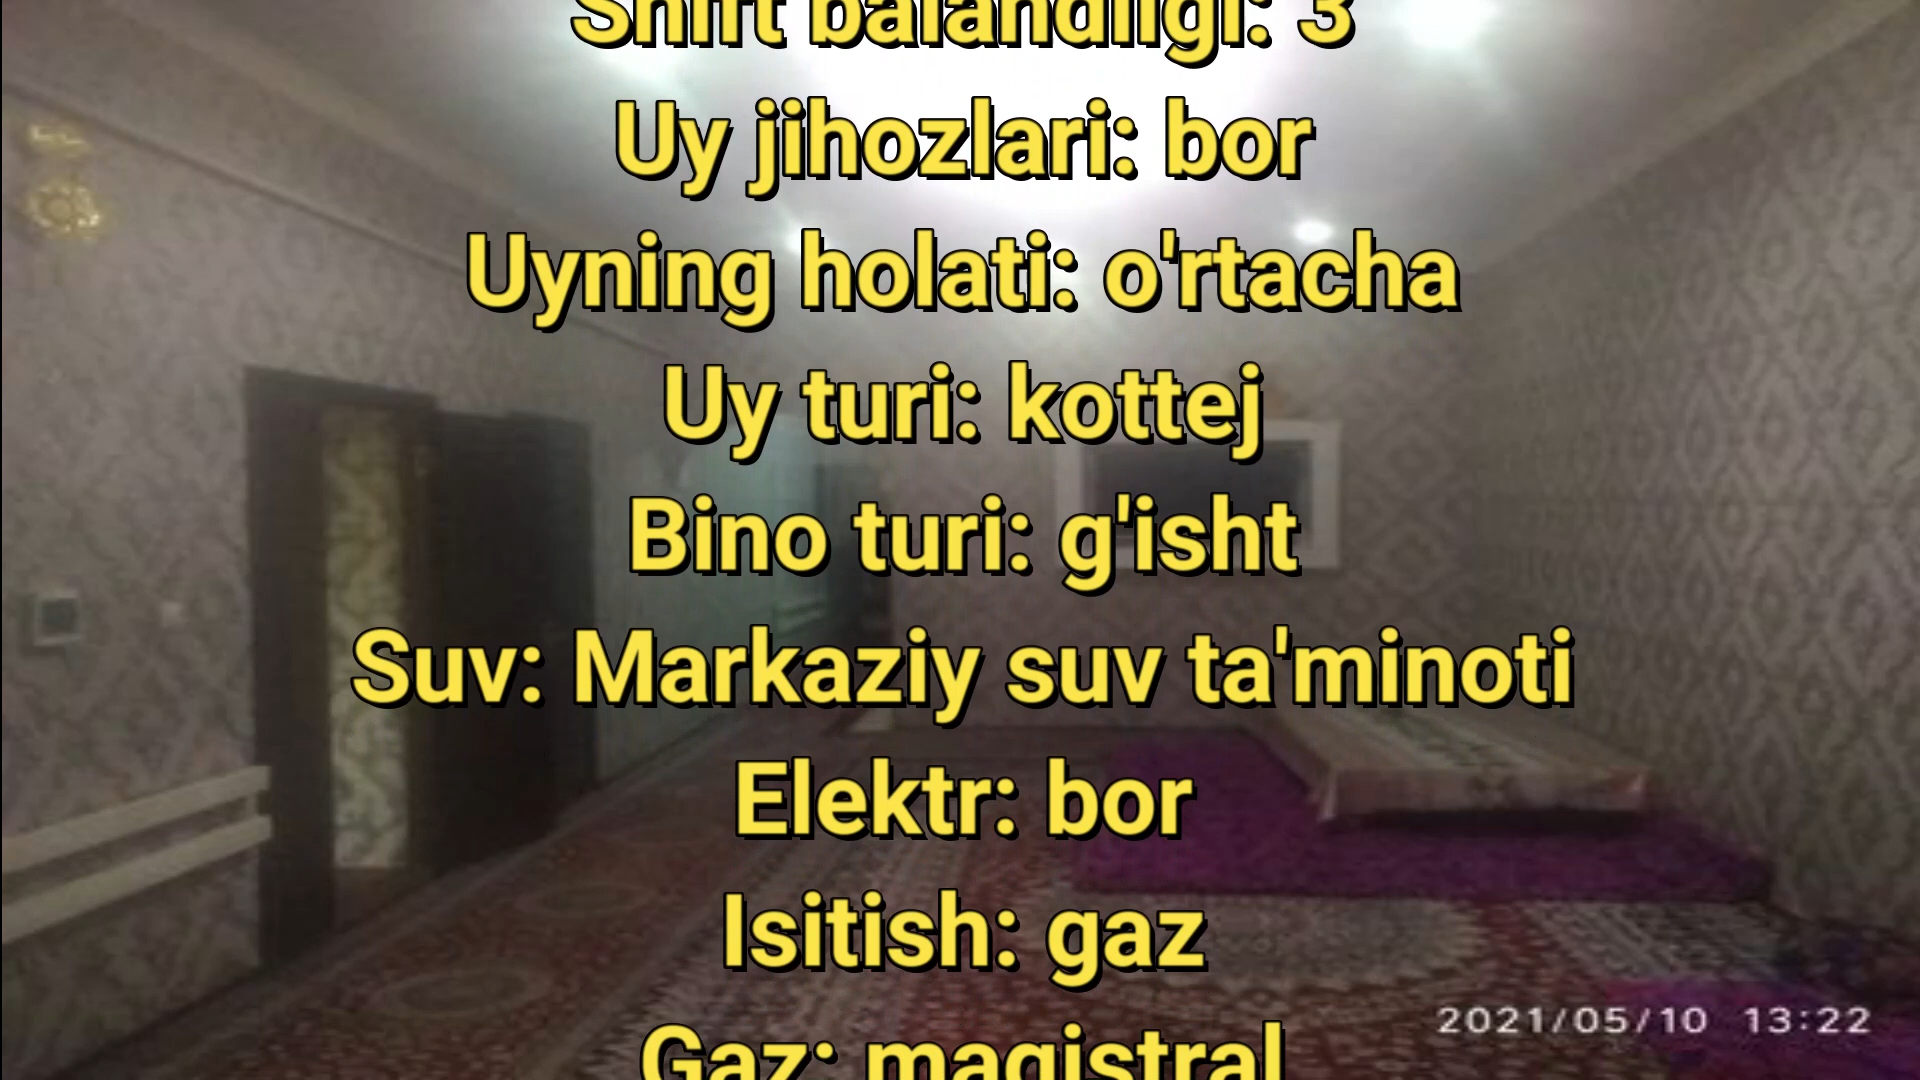 Shift balandligi: 3
Uy jihozlari: bor
Uyning holati: o'rtacha
Uy turi: kottej
Bino turi: g'isht
Suv: Markaziy suv ta'minoti
Elektr: bor
Isitish: gaz
Gaz: magistral
2021/05/10 13:22